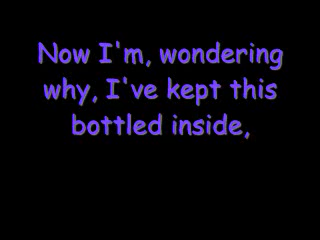 Now I'm, wondering
why, I've kept this
bottled inside,